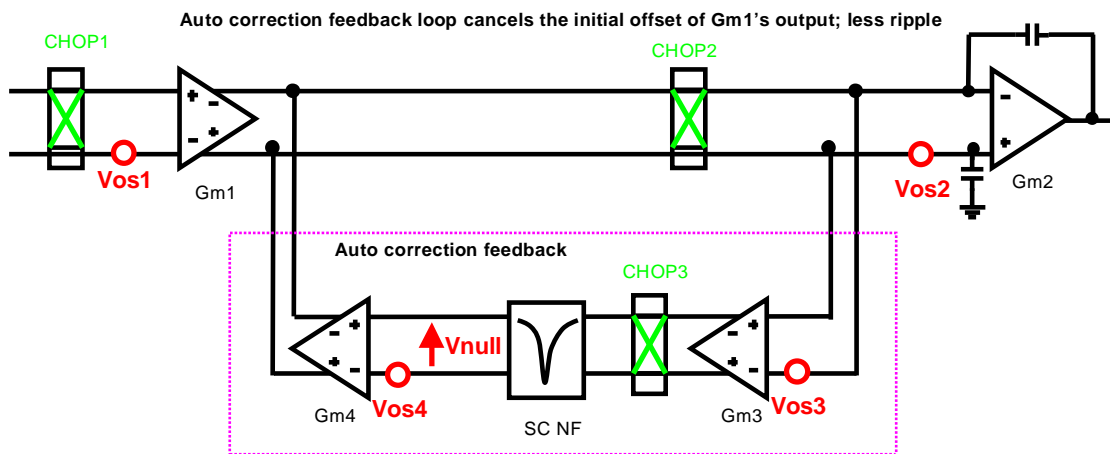 Auto correction feedback loop cancels the initial offset of Gm1's output; less ripple
CHOP1
CHOP2
Vos1
Gm1
Vos2
Gm2
Auto correction feedback
CHOP3
Vnull
Vos4
Vos3
Gm4
SC NF
Gm3